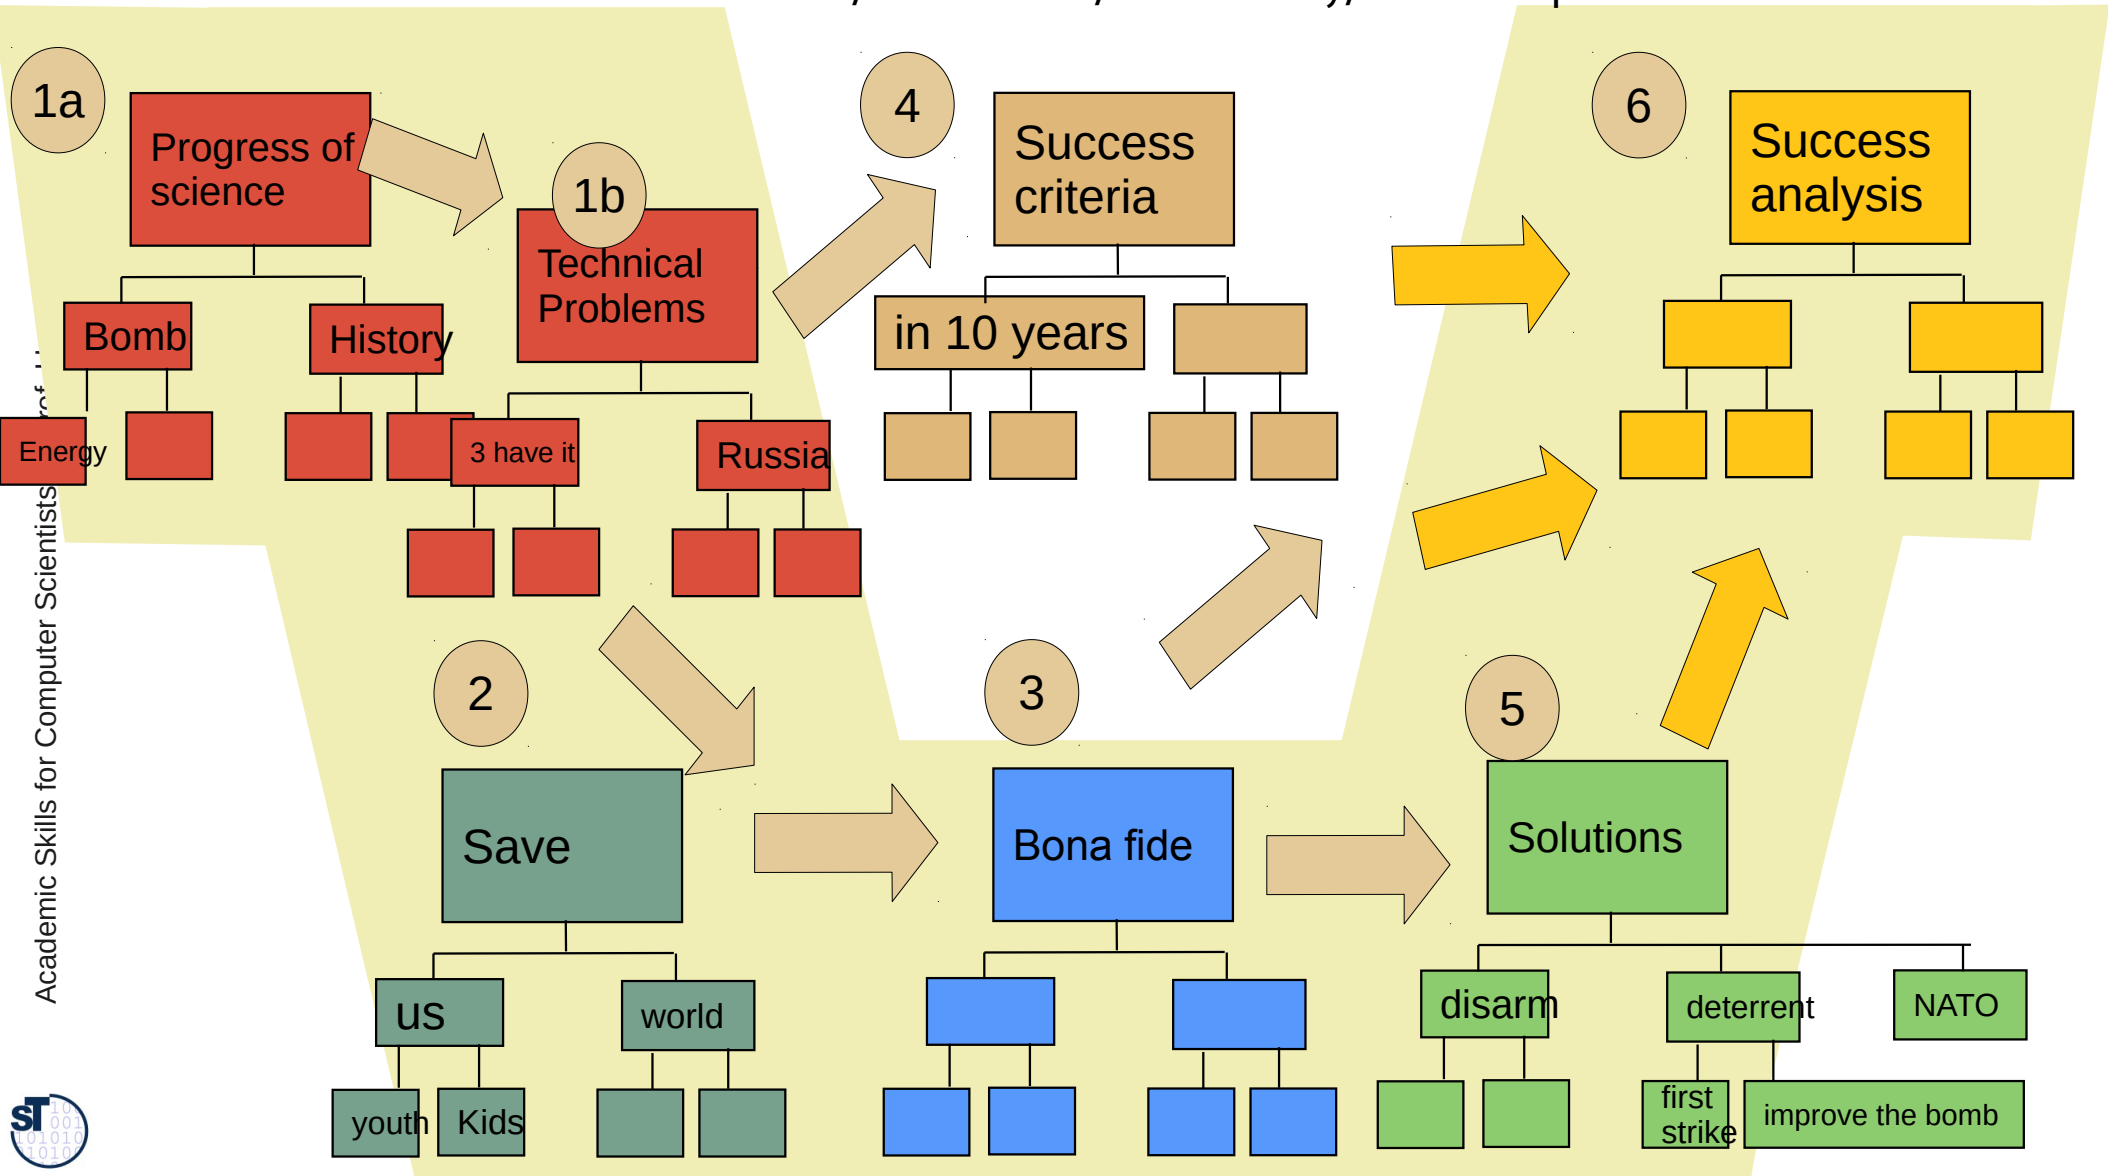 1a
Progress of
science
1b
Technical
Problems
Bomb
History
Energy
3 have it
Russia
4
Success
criteria
in 10 years
6
Success
analysis
2
Save
us
world
youth
Kids
3
Bona fide
5
Solutions
disarm
deterrent
NATO
first
strike
improve the bomb
Academic Skills for Computer Scientists
sT